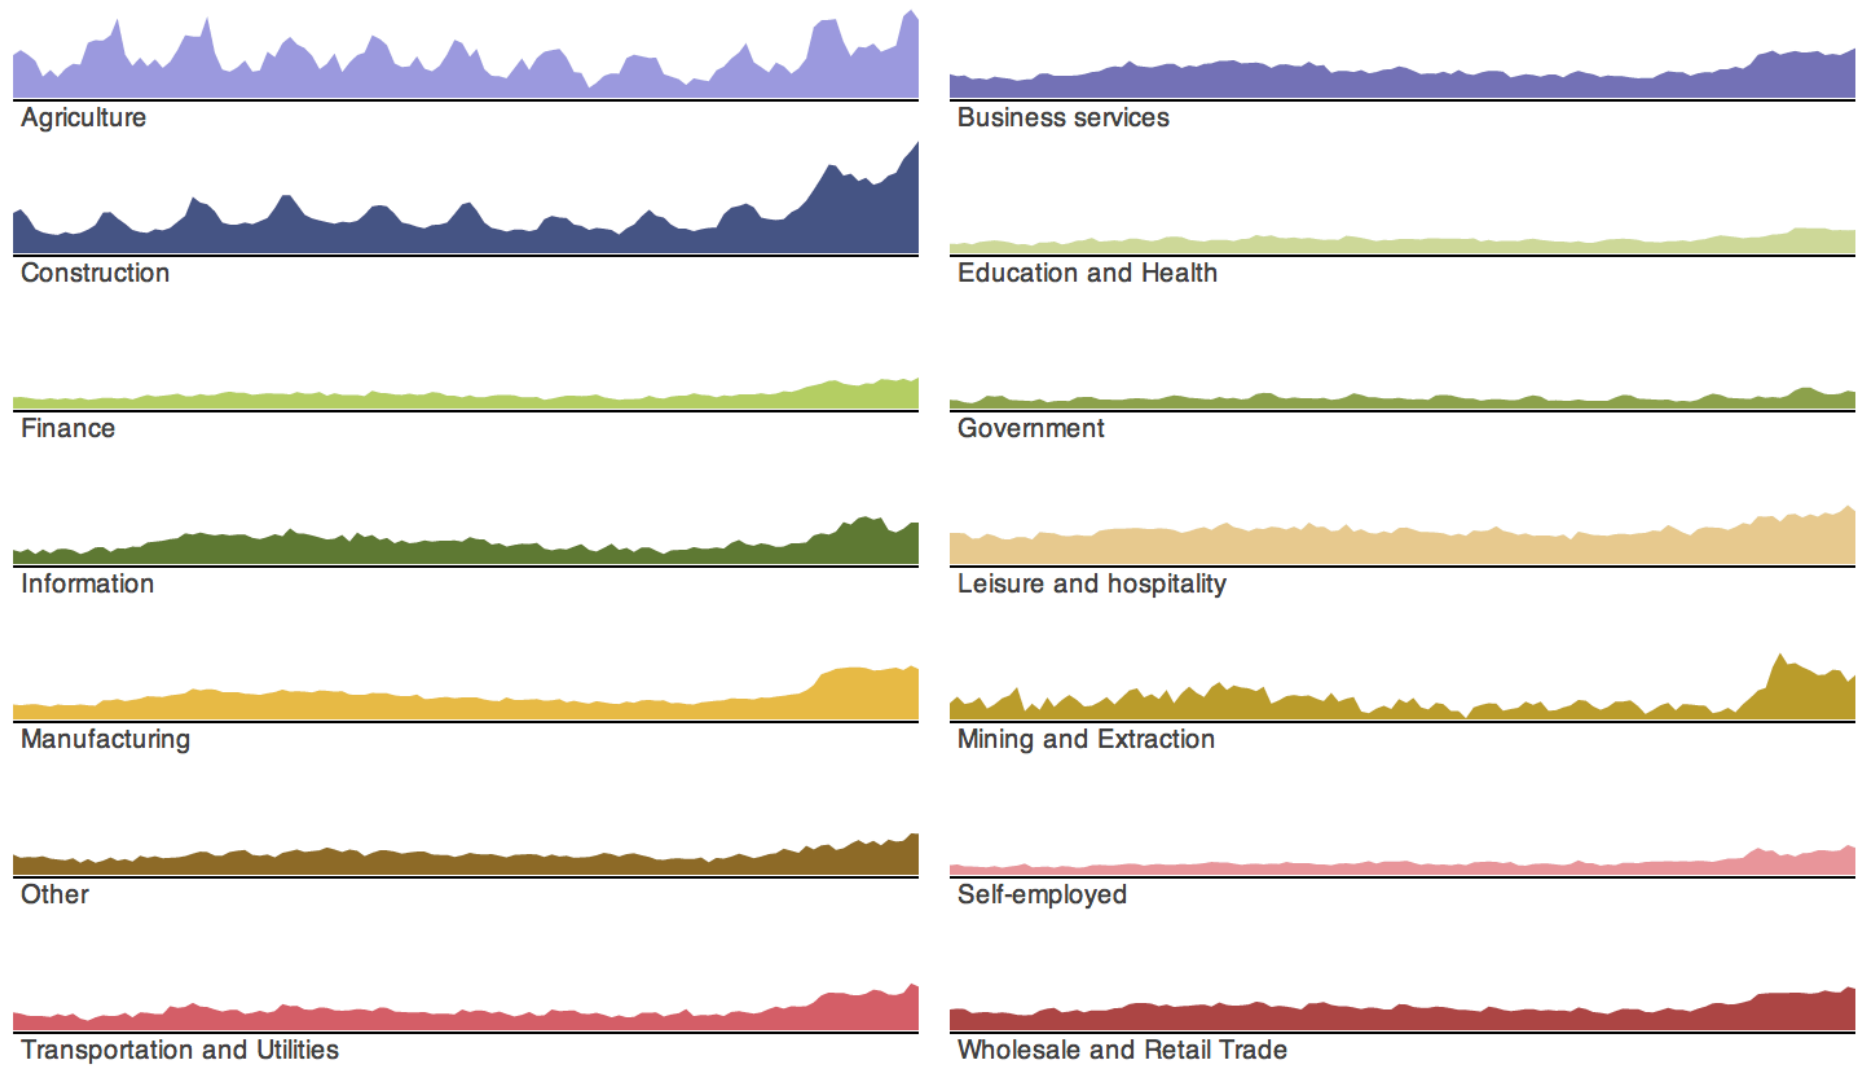 Agriculture
Business services
Construction
Education and Health
Finance
Government
Information
Leisure and hospitality
Manufacturing
Mining and Extraction
Other
Self-employed
Transportation and Utilities
Wholesale and Retail Trade